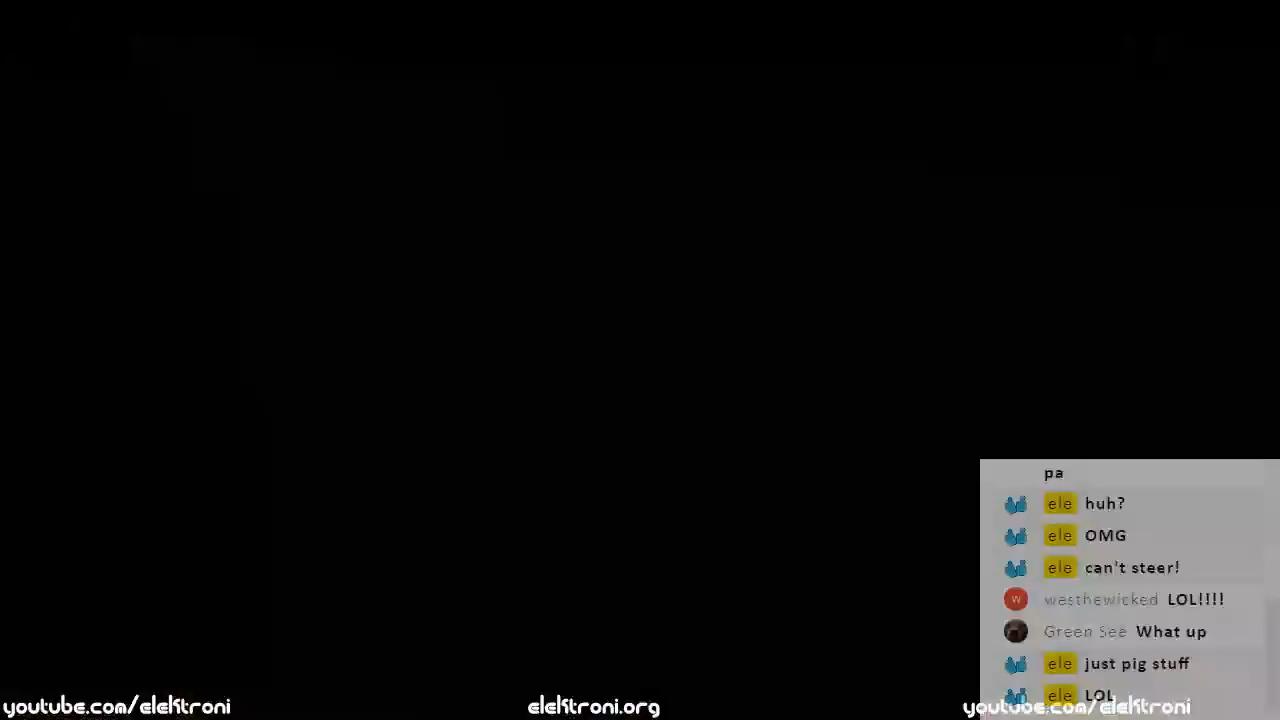 pa
ele huh?
ele OMG
ele can't steer!
W westhewicked LOL!!!!
Green See What up
ele just pig stuff
ele LOL
youtube.com/elektroni elektroni.org youtube.com/elektroni